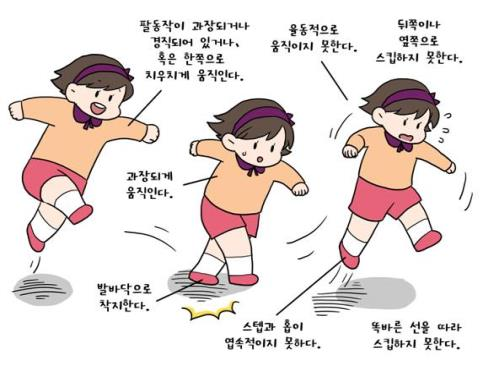 팔동작이 과장되거나
경직되어 있거나,
혹은 한쪽으로
치우치게 움직인다.
율동적으로
움직이지 못한다.
뒤쪽이나
옆쪽으로
스킵하지 못한다.
과장되게
움직인다.
발바닥으로
착지한다.
스텝과 홉이
엽속적이지 못하다.
똑바른 선을 따라
스킵하지 못한다.